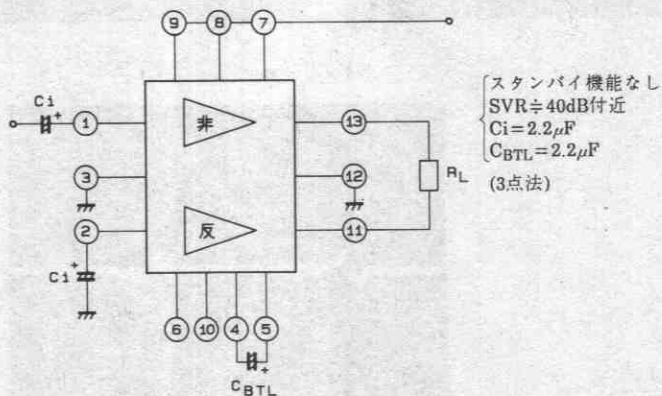 9 8 7
Ci
+
1
非
13
スタンバイ機能なし
SVR≒40dB付近
Ci=2.2μF
CBTL=2.2μF
(3点法)
3
12
RL
2
反
11
Ci
+
6 10 4 5
+
CBTL